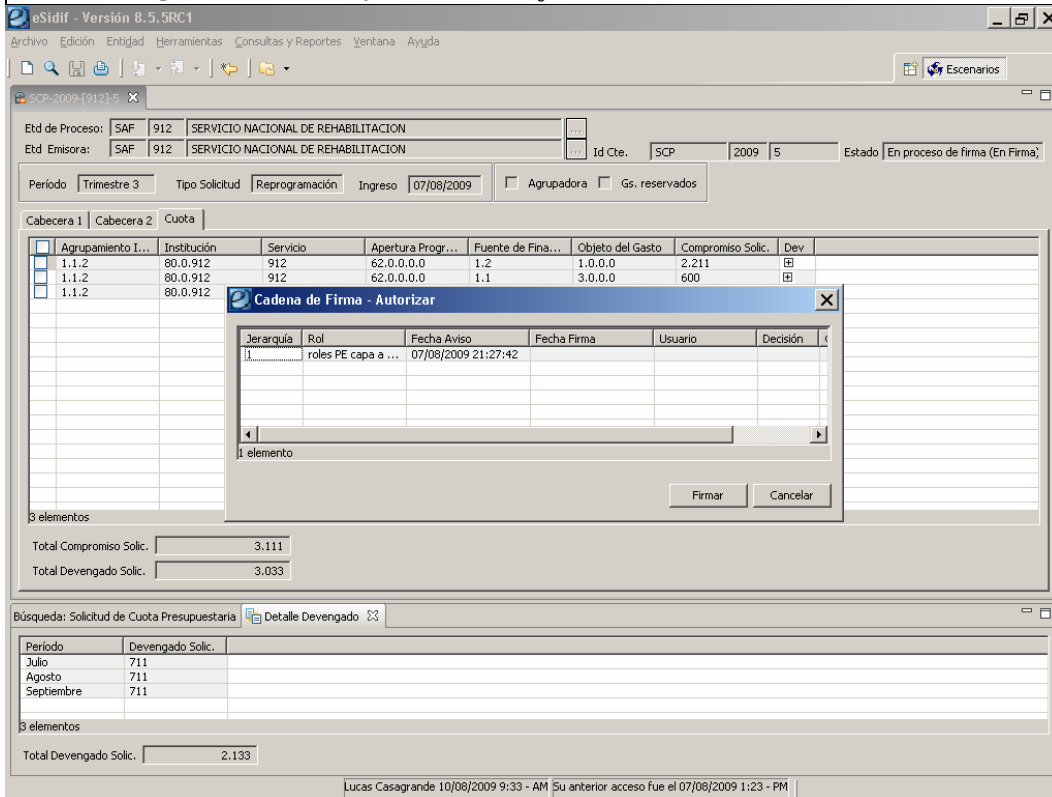 eSidif - Versión 8.5.5RC1
Archivo Edición Entidad Herramientas Consultas y Reportes Ventana Ayuda
Escenarios
SCP-2009-[912]-5
Etd de Proceso: SAF 912 SERVICIO NACIONAL DE REHABILITACION ...
Etd Emisora: SAF 912 SERVICIO NACIONAL DE REHABILITACION ... Id Cte. SCP 2009 5 Estado En proceso de firma (En Firma)
Período Trimestre 3 Tipo Solicitud Reprogramación Ingreso 07/08/2009 Agrupadora Gs. reservados
Cabecera 1 Cabecera 2 Cuota
Agrupamiento I... Institución Servicio Apertura Progr... Fuente de Fina... Objeto del Gasto Compromiso Solic. Dev
1.1.2 80.0.912 912 62.0.0.0.0 1.2 1.0.0.0 2.211
1.1.2 80.0.912 912 62.0.0.0.0 1.1 3.0.0.0 600
1.1.2 80.0.912
Cadena de Firma - Autorizar
Jerarquía Rol Fecha Aviso Fecha Firma Usuario Decisión
1 roles PE capa a ... 07/08/2009 21:27:42
1 elemento
Firmar Cancelar
3 elementos
Total Compromiso Solic. 3.111
Total Devengado Solic. 3.033
Búsqueda: Solicitud de Cuota Presupuestaria Detalle Devengado
Período Devengado Solic.
Julio 711
Agosto 711
Septiembre 711
3 elementos
Total Devengado Solic. 2.133
Lucas Casagrande 10/08/2009 9:33 - AM Su anterior acceso fue el 07/08/2009 1:23 - PM